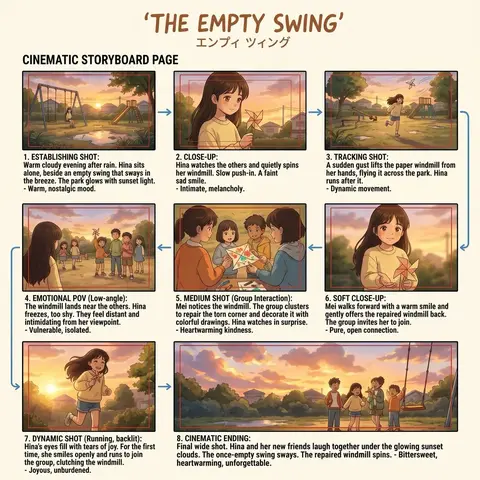 'THE EMPTY SWING'
エンプィ ツィング
CINEMATIC STORYBOARD PAGE
1. ESTABLISHING SHOT:
Warm cloudy evening after rain. Hina sits
alone, beside an empty swing that sways in
the breeze. The park glows with sunset light.
- Warm, nostalgic mood.
2. CLOSE-UP:
Hina watches the others and quietly spins
her windmill. Slow push-in. A faint
sad smile.
- Intimate, melancholy.
3. TRACKING SHOT:
A sudden gust lifts the paper windmill from
her hands, flying it across the park. Hina
runs after it.
- Dynamic movement.
4. EMOTIONAL POV (Low-angle):
The windmill lands near the others. Hina
freezes, too shy. They feel distant and
intimidating from her viewpoint.
- Vulnerable, isolated.
5. MEDIUM SHOT (Group Interaction):
Mei notices the windmill. The group clusters
to repair the torn corner and decorate it with
colorful drawings. Hina watches in surprise.
- Heartwarming kindness.
6. SOFT CLOSE-UP:
Mei walks forward with a warm smile and
gently offers the repaired windmill back.
The group invites her to join.
- Pure, open connection.
7. DYNAMIC SHOT (Running, backlit):
Hina's eyes fill with tears of joy. For the first
time, she smiles openly and runs to join
the group, clutching the windmill.
- Joyous, unburdened.
8. CINEMATIC ENDING:
Final wide shot. Hina and her new friends laugh together under the glowing sunset
clouds. The once-empty swing sways. The repaired windmill spins. - Bittersweet,
heartwarming, unforgettable.